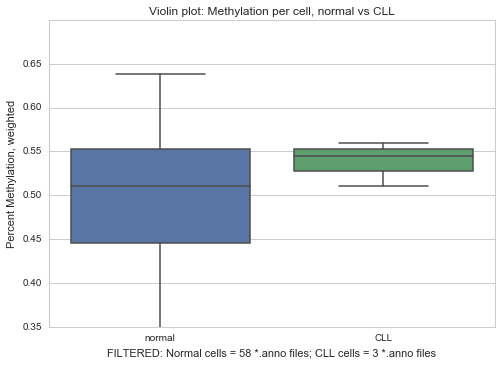 Violin plot: Methylation per cell, normal vs CLL
Percent Methylation, weighted
0.65
0.60
0.55
0.50
0.45
0.40
0.35
normal CLL
FILTERED: Normal cells = 58 *.anno files; CLL cells = 3 *.anno files